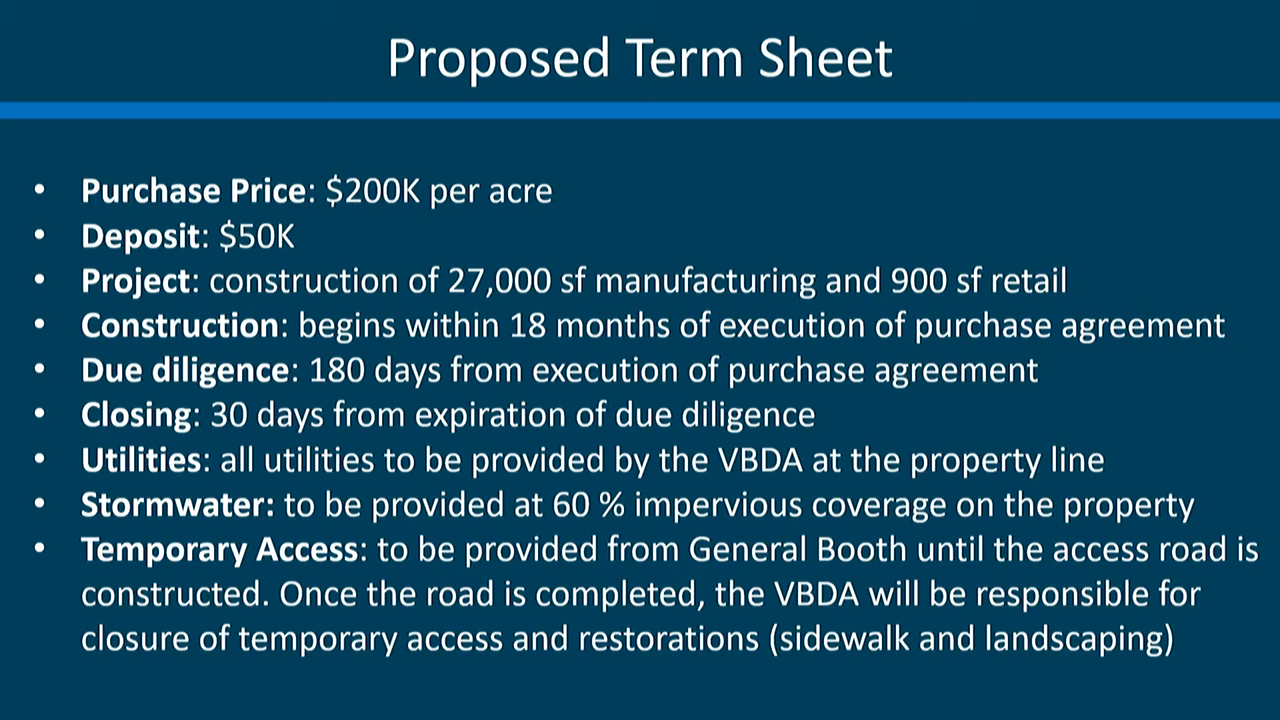 Proposed Term Sheet
• Purchase Price: $200K per acre
• Deposit: $50K
• Project: construction of 27,000 sf manufacturing and 900 sf retail
• Construction: begins within 18 months of execution of purchase agreement
• Due diligence: 180 days from execution of purchase agreement
• Closing: 30 days from expiration of due diligence
• Utilities: all utilities to be provided by the VBDA at the property line
• Stormwater: to be provided at 60 % impervious coverage on the property
• Temporary Access: to be provided from General Booth until the access road is
constructed. Once the road is completed, the VBDA will be responsible for
closure of temporary access and restorations (sidewalk and landscaping)